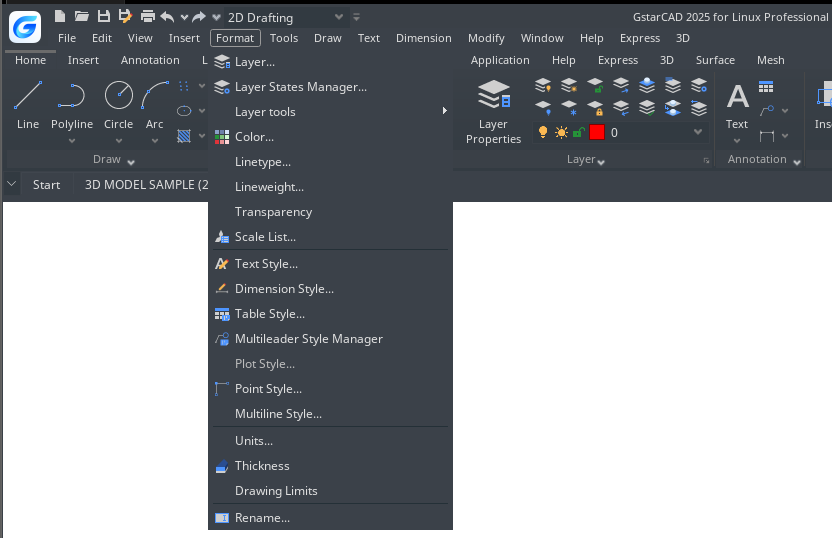 2D Drafting
GstarCAD 2025 for Linux Professional
File Edit View Insert Format Tools Draw Text Dimension Modify Window Help Express 3D
Home Insert Annotation L
Application Help Express 3D Surface Mesh
Line Polyline Circle Arc
Draw
Layer
Properties
0
Layer
Text
Inse
Annotation
Start 3D MODEL SAMPLE (2
Layer...
Layer States Manager...
Layer tools
Color...
Linetype...
Lineweight...
Transparency
Scale List...
Text Style...
Dimension Style...
Table Style...
Multileader Style Manager
Plot Style...
Point Style...
Multiline Style...
Units...
Thickness
Drawing Limits
Rename...